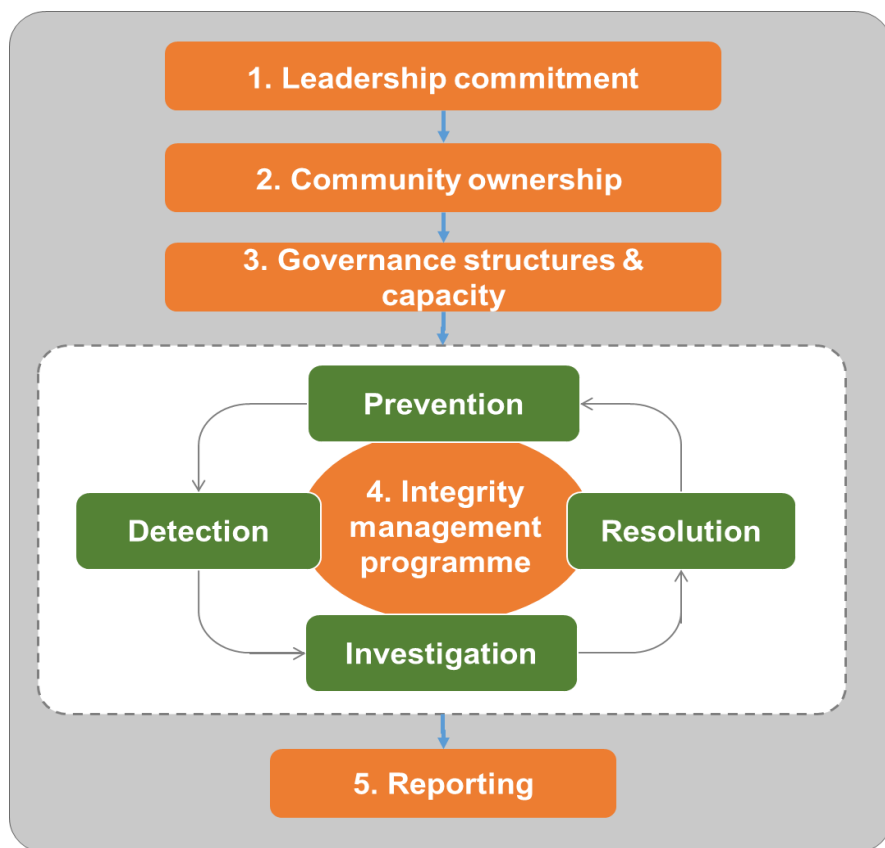 1. Leadership commitment
2. Community ownership
3. Governance structures &
capacity
Prevention
4. Integrity
management
programme
Detection
Resolution
Investigation
5. Reporting